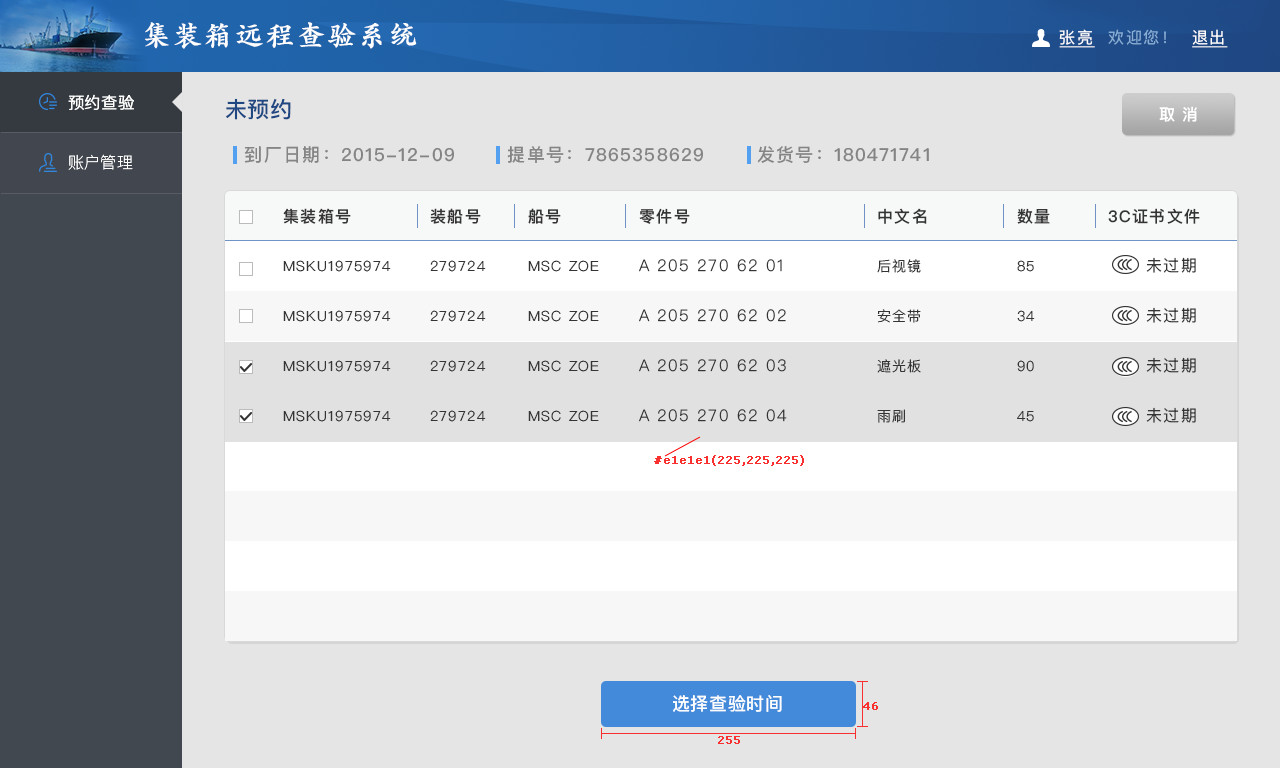 集装箱远程查验系统
张亮 欢迎您! 退出
预约查验
账户管理
未预约
取 消
到厂日期: 2015-12-09 提单号: 7865358629 发货号: 180471741
集装箱号 装船号 船号 零件号 中文名 数量 3C证书文件
MSKU1975974 279724 MSC ZOE A 205 270 62 01 后视镜 85 未过期
MSKU1975974 279724 MSC ZOE A 205 270 62 02 安全带 34 未过期
MSKU1975974 279724 MSC ZOE A 205 270 62 03 遮光板 90 未过期
MSKU1975974 279724 MSC ZOE A 205 270 62 04 雨刷 45 未过期
#e1e1e1(225,225,225)
选择查验时间
46
255